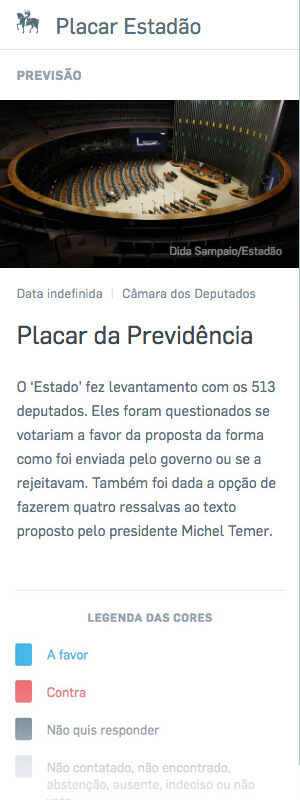 Placar Estadão
PREVISÃO
Dida Sampaio/Estadão
Data indefinida | Câmara dos Deputados
Placar da Previdência
O ‘Estado’ fez levantamento com os 513
deputados. Eles foram questionados se
votariam a favor da proposta da forma
como foi enviada pelo governo ou se a
rejeitavam. Também foi dada a opção de
fazerem quatro ressalvas ao texto
proposto pelo presidente Michel Temer.
LEGENDA DAS CORES
A favor
Contra
Não quis responder
Não contatado, não encontrado,
abstenção, ausente, indeciso ou não